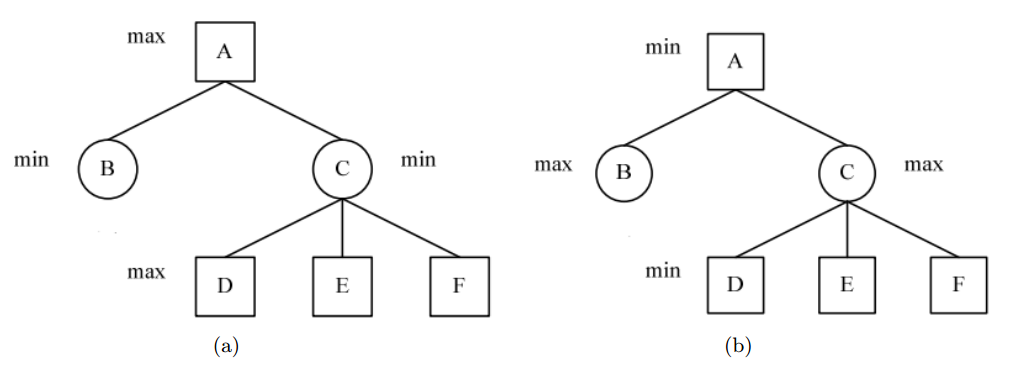 max A
min B C min
max D E F
(a)
min A
max B C max
min D E F
(b)